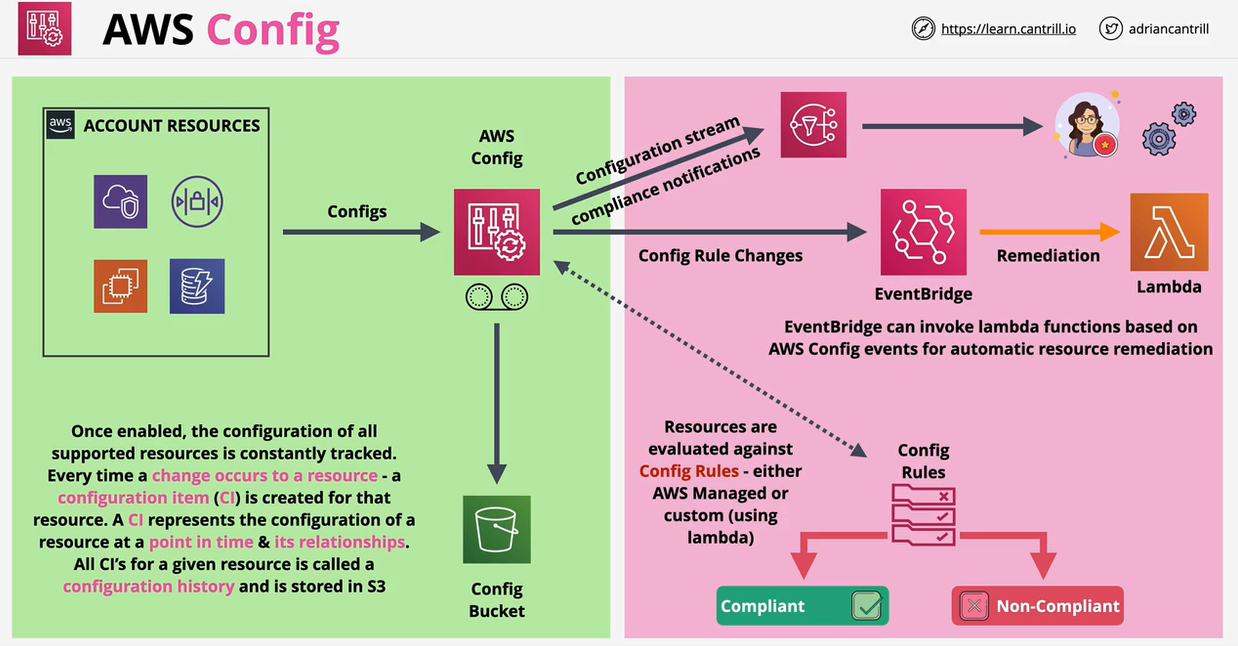 AWS Config
https://learn.cantrill.io
adriancantrill
aws
ACCOUNT RESOURCES
Configs
AWS
Config
Once enabled, the configuration of all
supported resources is constantly tracked.
Every time a change occurs to a resource - a
configuration item (CI) is created for that
resource. A CI represents the configuration of a
resource at a point in time & its relationships.
All CI's for a given resource is called a
configuration history and is stored in S3
Config
Bucket
Configuration stream
compliance notifications
Config Rule Changes
EventBridge
Remediation
Lambda
EventBridge can invoke lambda functions based on
AWS Config events for automatic resource remediation
Resources are
evaluated against
Config Rules - either
AWS Managed or
custom (using
lambda)
Config
Rules
Compliant
Non-Compliant